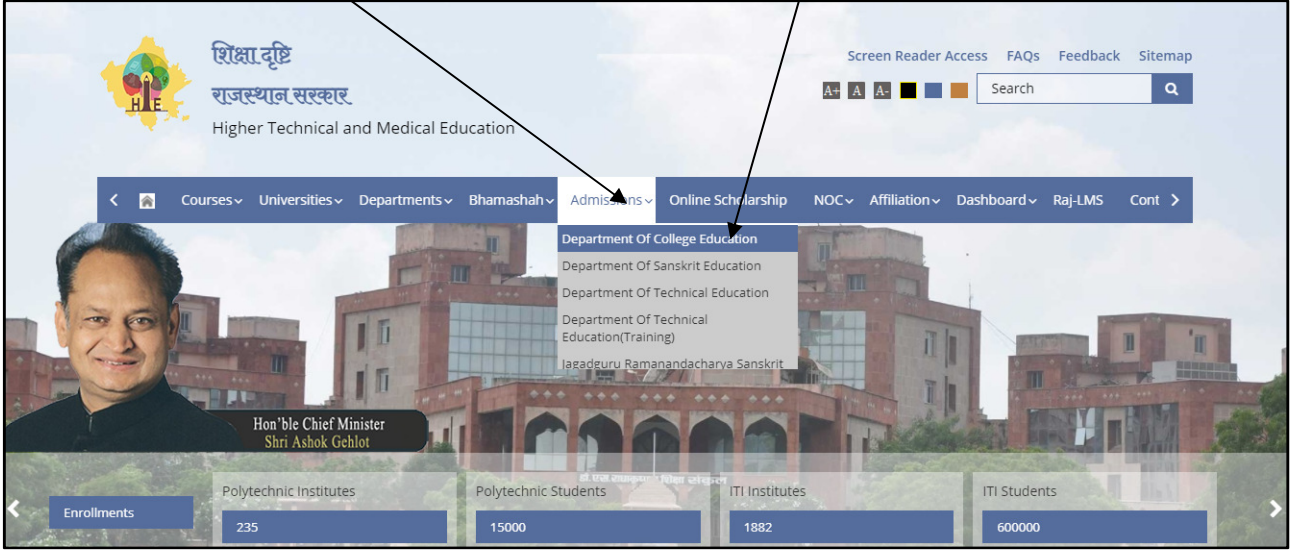 शिक्षा दृष्टि
राजस्थान सरकार
Higher Technical and Medical Education
HTE
Screen Reader Access FAQs Feedback Sitemap
A+ A A-
Search
Courses Universities Departments Bhamashah Admissions Online Scholarship NOC Affiliation Dashboard Raj-LMS Cont
Department Of College Education
Department Of Sanskrit Education
Department Of Technical Education
Department Of Technical
Education(Training)
Jagadguru Ramanandacharya Sanskrit
Hon'ble Chief Minister
Shri Ashok Gehlot
Enrollments
Polytechnic Institutes
235
Polytechnic Students
15000
ITI Institutes
1882
ITI Students
600000